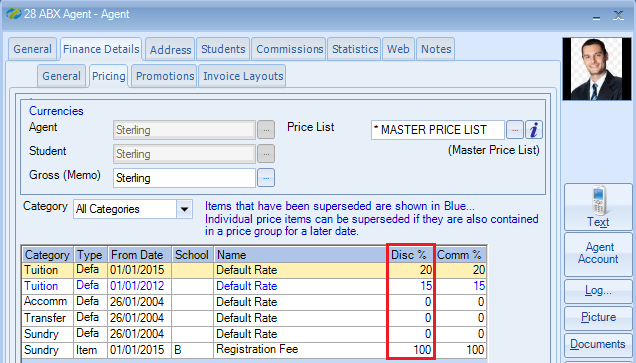 28 ABX Agent - Agent
General Finance Details Address Students Commissions Statistics Web Notes
General Pricing Promotions Invoice Layouts
Currencies
Agent Sterling ... Price List * MASTER PRICE LIST ... i
Student Sterling ... (Master Price List)
Gross (Memo) Sterling ...
Category All Categories Items that have been superseded are shown in Blue...
Individual price items can be superseded if they are also contained
in a price group for a later date.
Category Type From Date School Name Disc % Comm %
Tuition Defa 01/01/2015 Default Rate 20 20
Tuition Defa 01/01/2012 Default Rate 15 15
Accomm Defa 26/01/2004 Default Rate 0 0
Transfer Defa 26/01/2004 Default Rate 0 0
Sundry Defa 26/01/2004 Default Rate 0 0
Sundry Item 01/01/2015 B Registration Fee 100 100
Text
Agent
Account
Log...
Picture
Documents